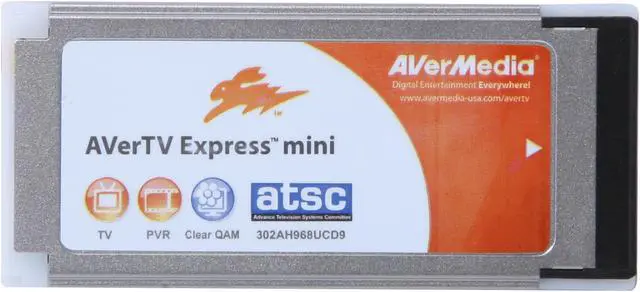 AVerMedia®
Digital Entertainment Everywhere!
www.avermedia-usa.com/avertv
AVerTV Express™ mini
TV
PVR
Clear QAM
atsc
Advance Television Systems Committee
302AH968UCD9